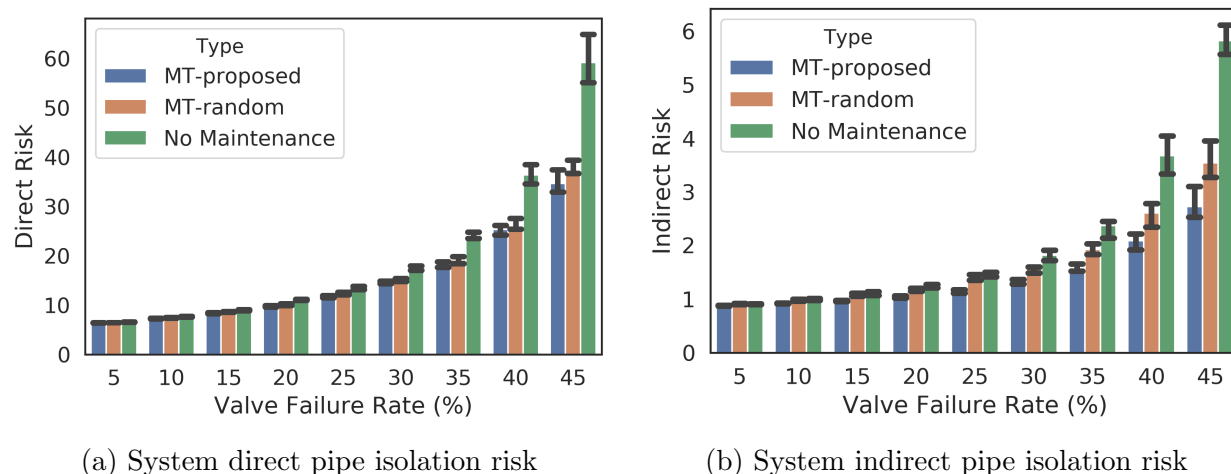 Type
MT-proposed
MT-random
No Maintenance
Direct Risk
60
50
40
30
20
10
0
5 10 15 20 25 30 35 40 45
Valve Failure Rate (%)
(a) System direct pipe isolation risk
Type
MT-proposed
MT-random
No Maintenance
Indirect Risk
6
5
4
3
2
1
0
5 10 15 20 25 30 35 40 45
Valve Failure Rate (%)
(b) System indirect pipe isolation risk